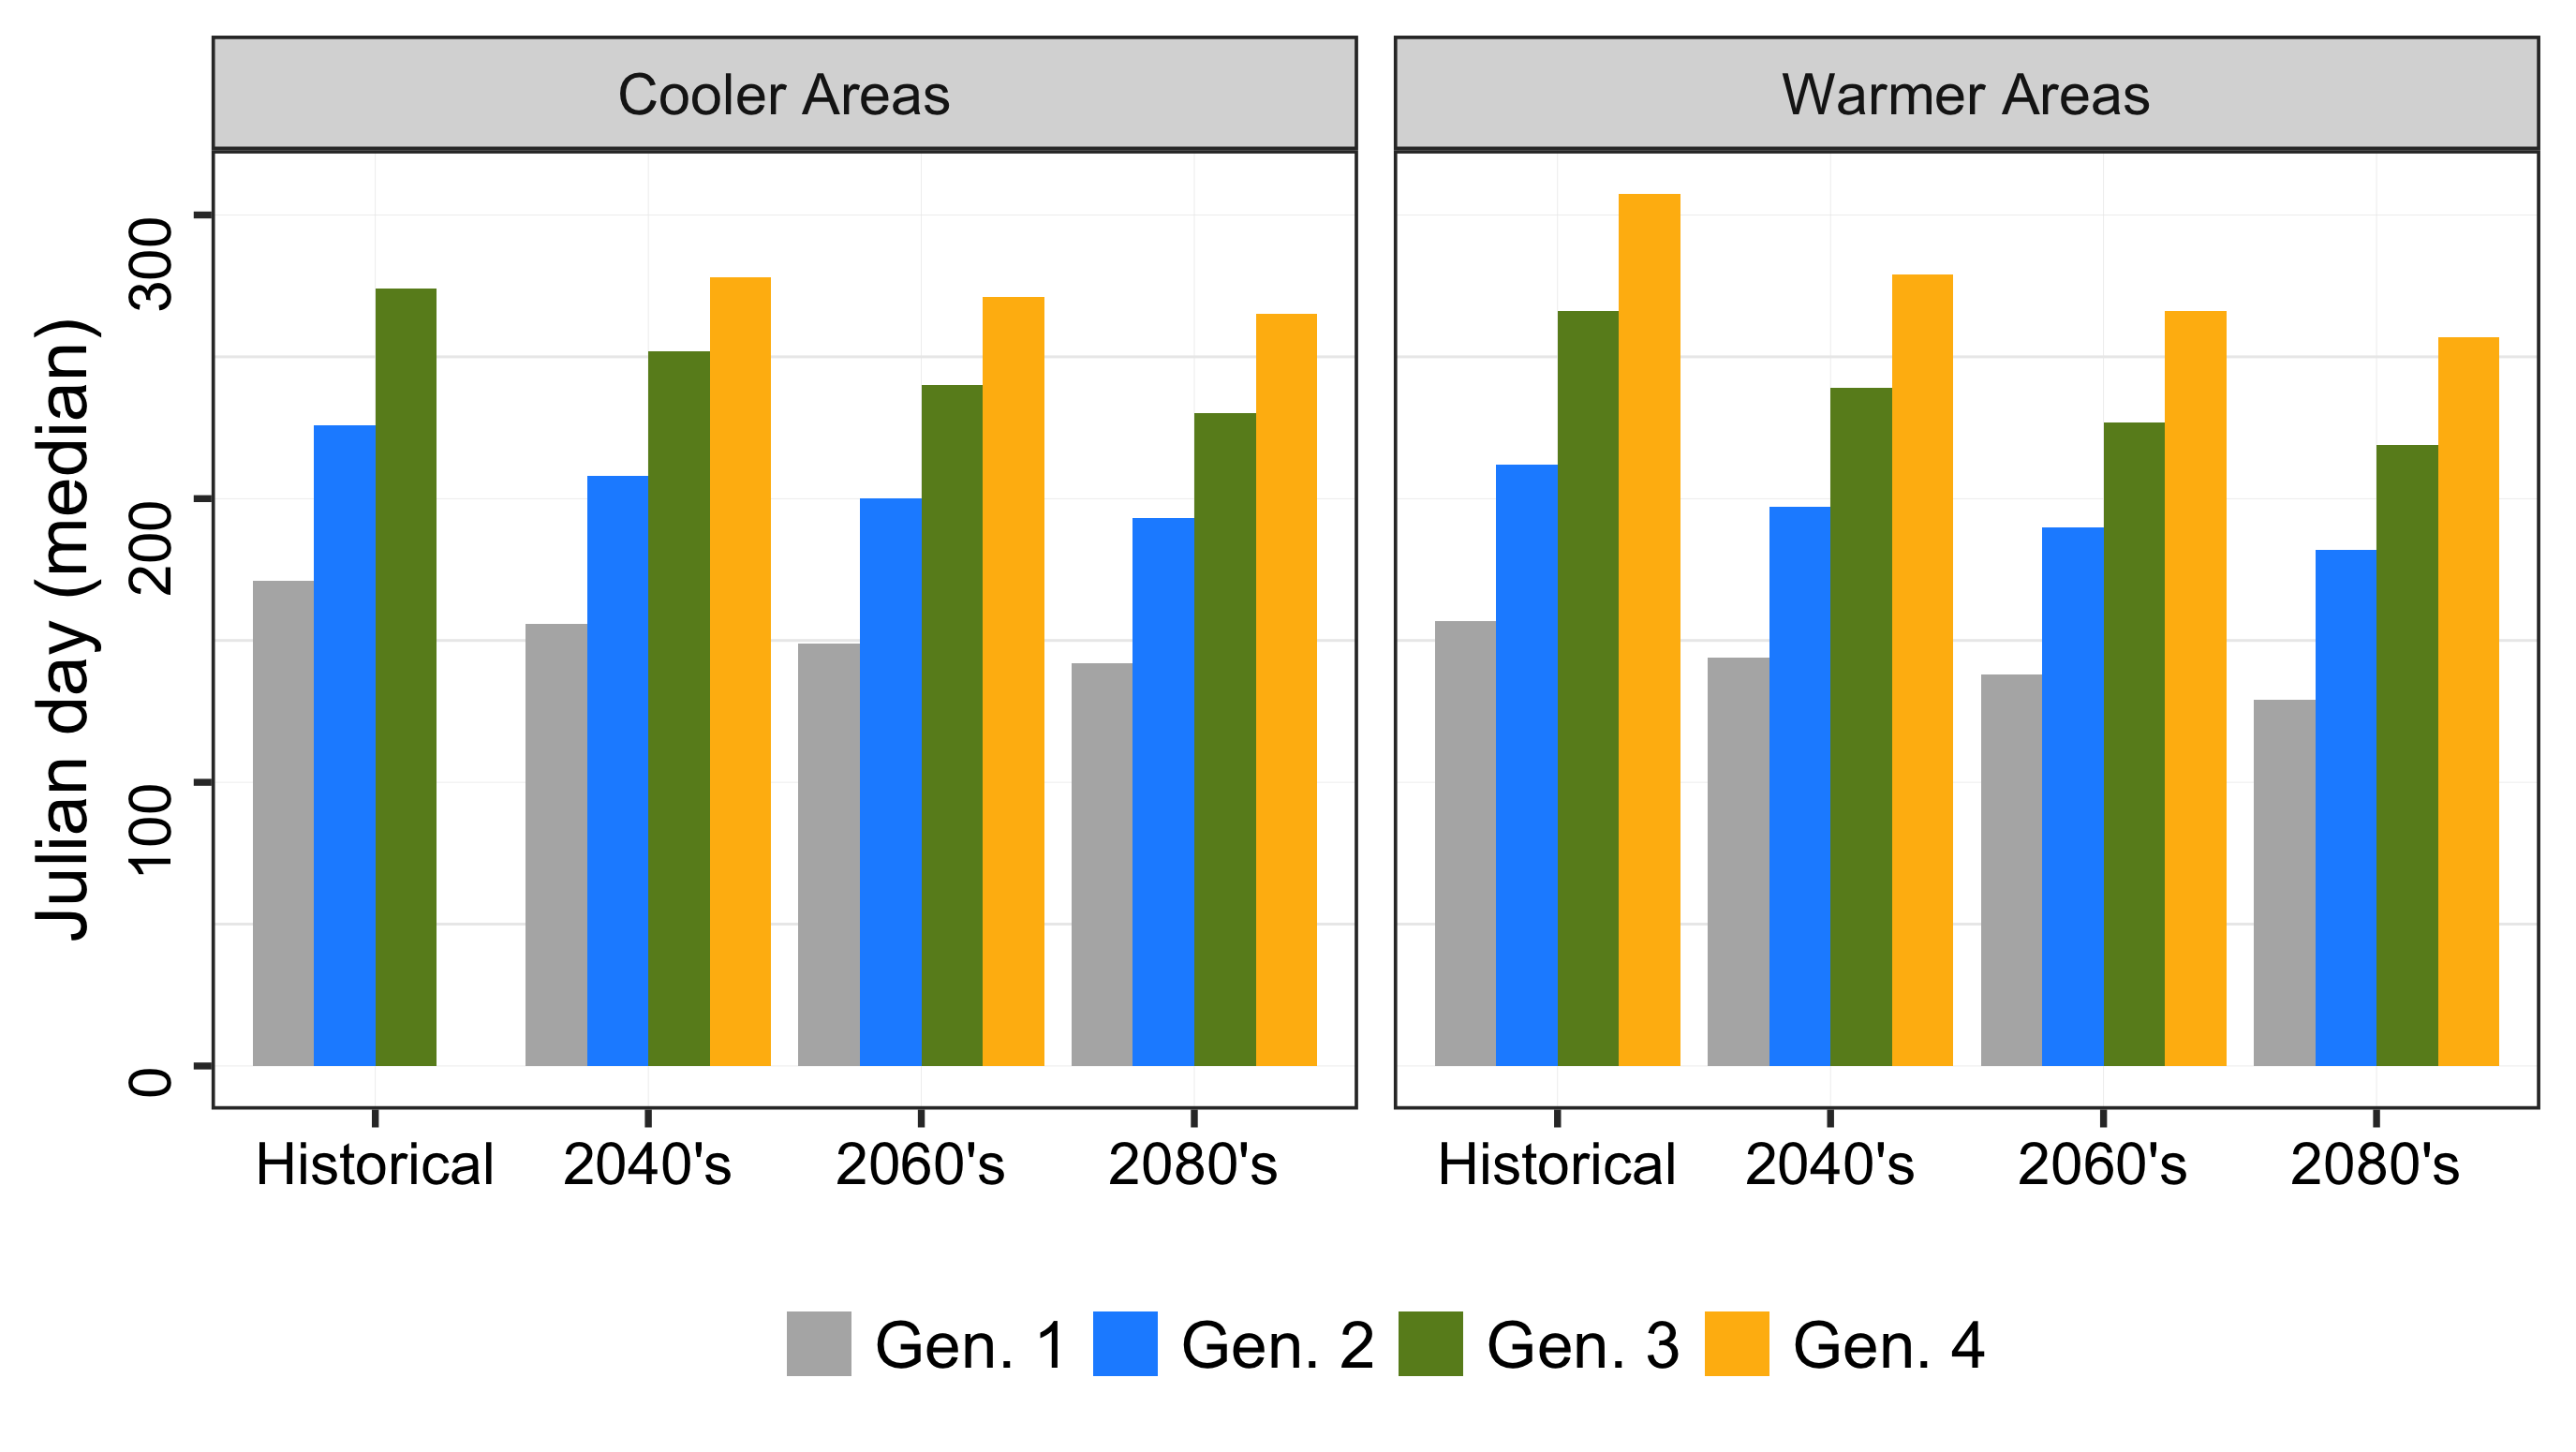 Cooler Areas
Warmer Areas
Julian day (median)
300
200
100
0
Historical 2040's 2060's 2080's
Historical 2040's 2060's 2080's
Gen. 1 Gen. 2 Gen. 3 Gen. 4